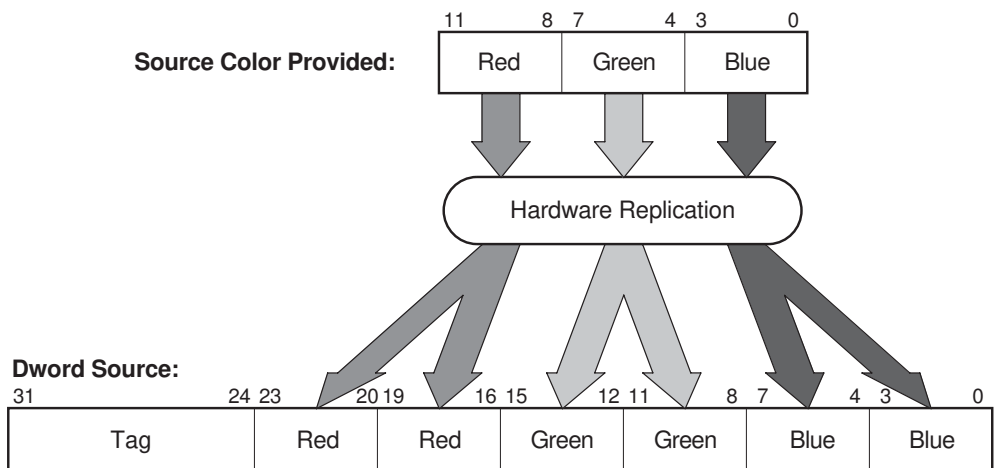 11 8 7 4 3 0
Source Color Provided: Red Green Blue
Hardware Replication
Dword Source:
31 24 23 20 19 16 15 12 11 8 7 4 3 0
Tag Red Red Green Green Blue Blue